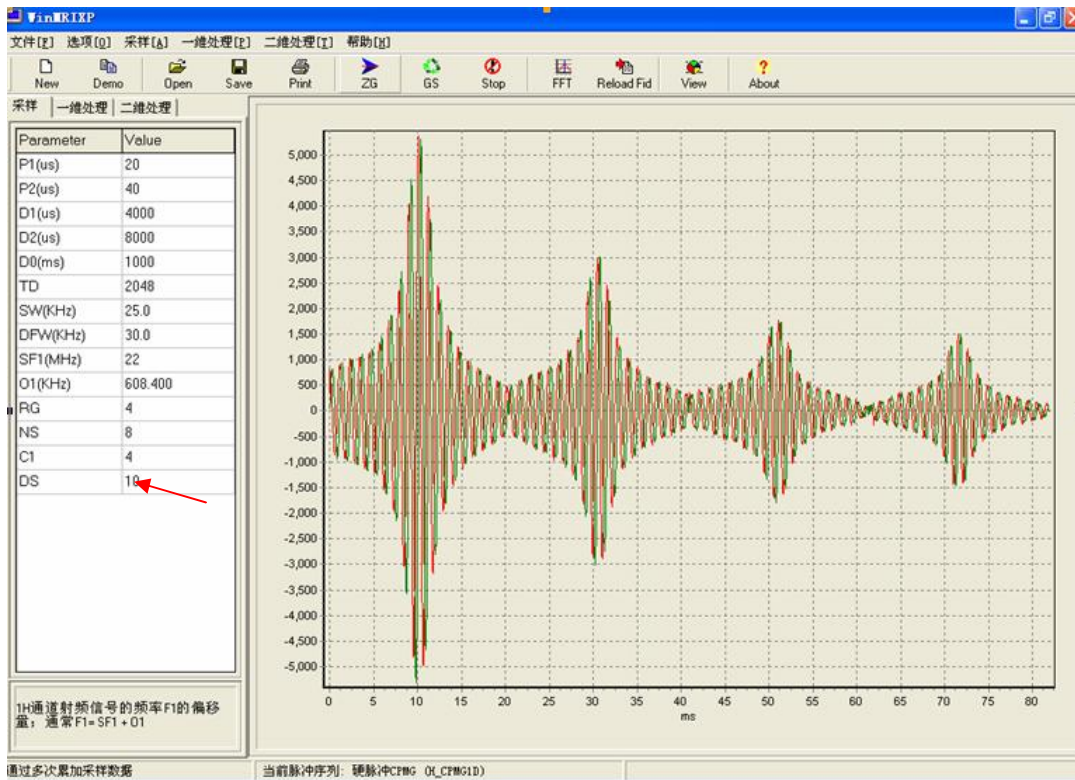 WinMRIXP
文件[F] 选项[O] 采样[A] 一维处理[P] 二维处理[T] 帮助[H]
New Demo Open Save Print ZG GS Stop FFT Reload Fid View About
采样 一维处理 二维处理
Parameter Value
P1(us) 20
P2(us) 40
D1(us) 4000
D2(us) 8000
D0(ms) 1000
TD 2048
SW(KHz) 25.0
DFW(KHz) 30.0
SF1(MHz) 22
O1(KHz) 608.400
RG 4
NS 8
C1 4
DS 10
5,000
4,500
4,000
3,500
3,000
2,500
2,000
1,500
1,000
500
0
-500
-1,000
-1,500
-2,000
-2,500
-3,000
-3,500
-4,000
-4,500
-5,000
0 5 10 15 20 25 30 35 40 45 50 55 60 65 70 75 80
ms
1H通道射频信号的频率F1的偏移
量；通常F1=SF1+O1
通过多次累加采样数据
当前脉冲序列: 硬脉冲CPMG (H_CPMG1D)